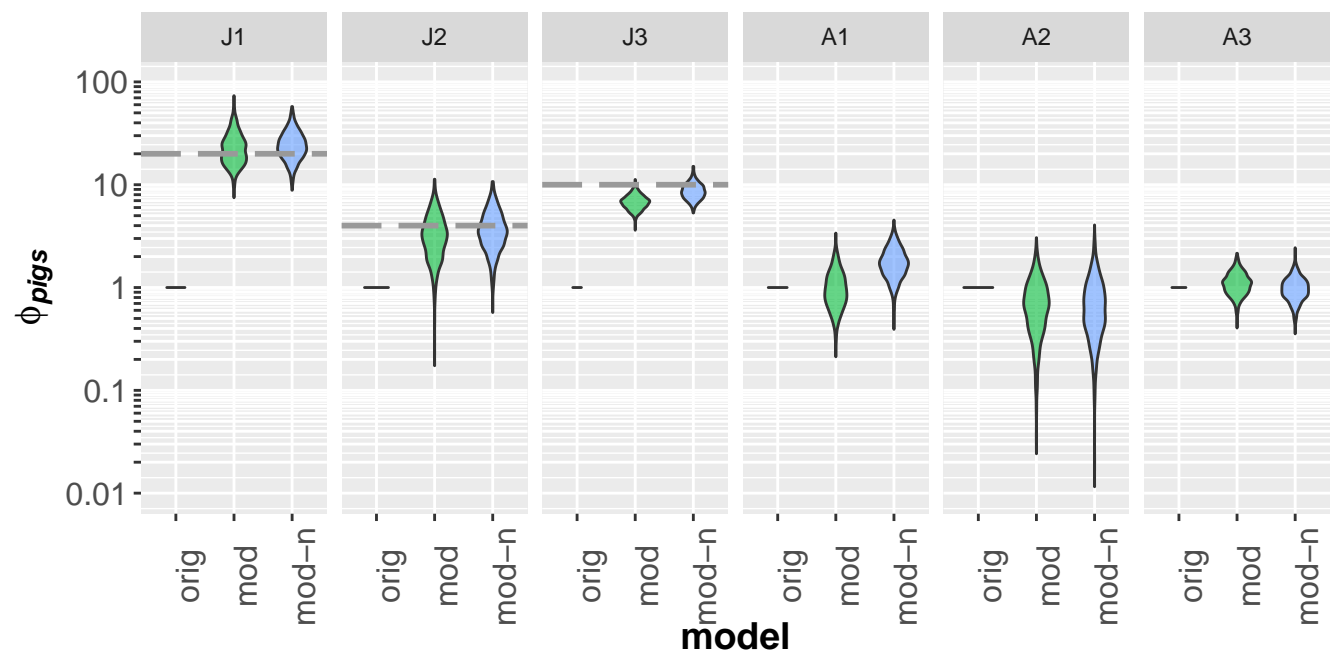 J1 J2 J3 A1 A2 A3
100
10
1
0.1
0.01
ϕpigs
orig mod mod−n orig mod mod−n orig mod mod−n orig mod mod−n orig mod mod−n orig mod mod−n
model